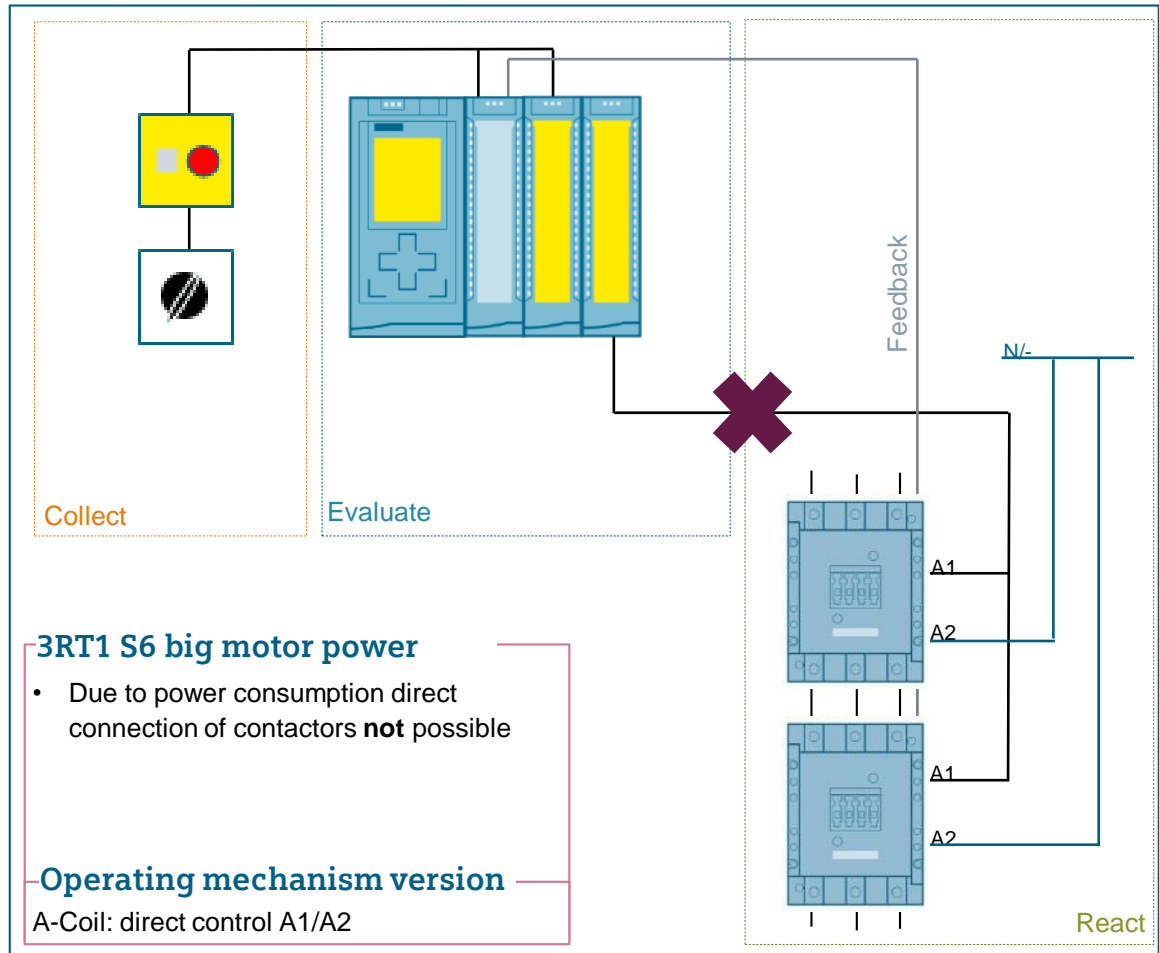 Feedback
N/-
Collect
Evaluate
A1
A2
3RT1 S6 big motor power
• Due to power consumption direct
connection of contactors not possible
A1
A2
Operating mechanism version
A-Coil: direct control A1/A2
React